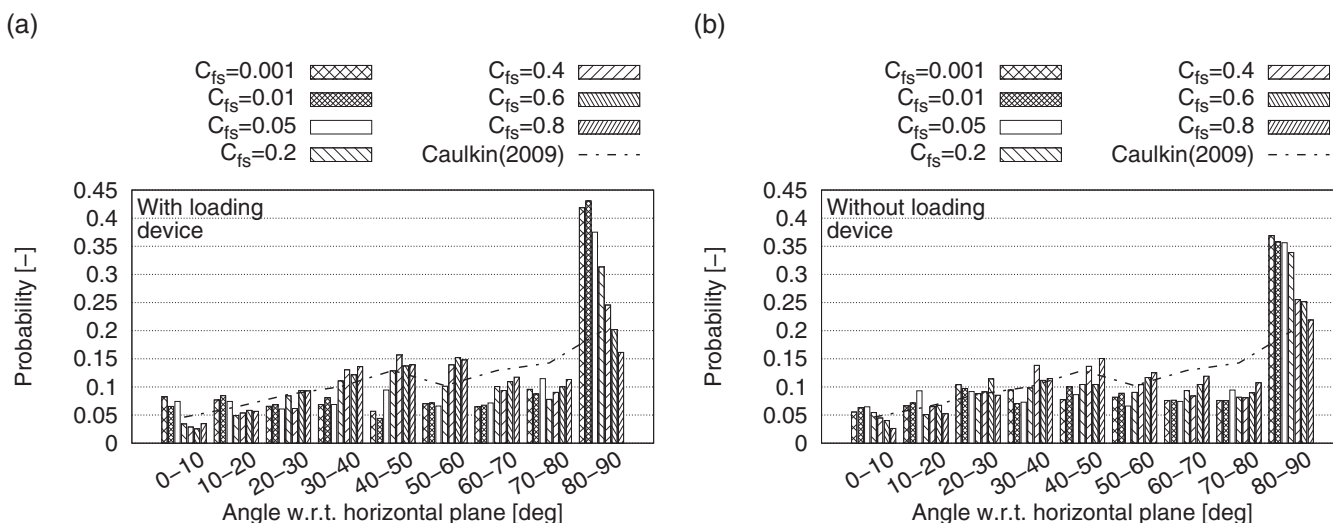 (a)
C_fs=0.001
C_fs=0.01
C_fs=0.05
C_fs=0.2
C_fs=0.4
C_fs=0.6
C_fs=0.8
Caulkin(2009)
With loading
device
Probability [−]
0.45
0.4
0.35
0.3
0.25
0.2
0.15
0.1
0.05
0
0−10
10−20
20−30
30−40
40−50
50−60
60−70
70−80
80−90
Angle w.r.t. horizontal plane [deg]
(b)
C_fs=0.001
C_fs=0.01
C_fs=0.05
C_fs=0.2
C_fs=0.4
C_fs=0.6
C_fs=0.8
Caulkin(2009)
Without loading
device
Probability [−]
0.45
0.4
0.35
0.3
0.25
0.2
0.15
0.1
0.05
0
0−10
10−20
20−30
30−40
40−50
50−60
60−70
70−80
80−90
Angle w.r.t. horizontal plane [deg]